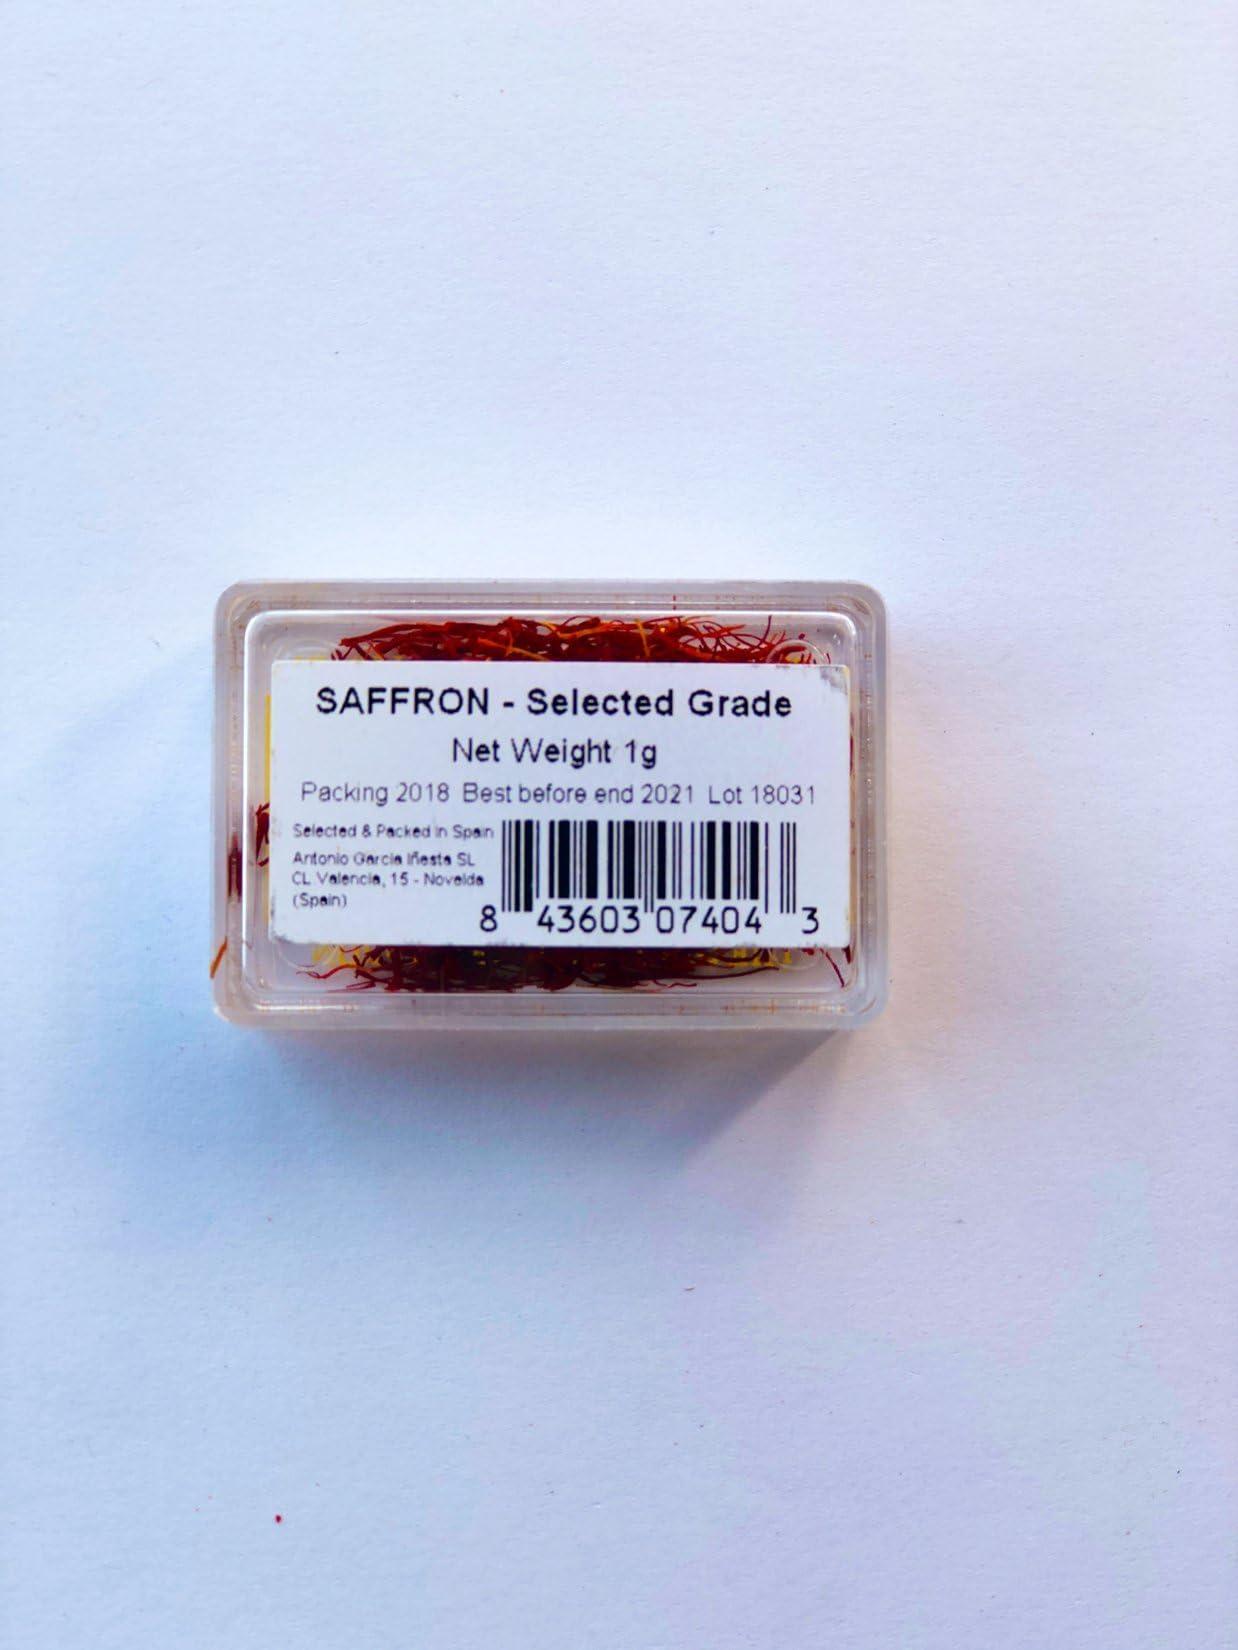 SAFFRON - Selected Grade
Net Weight 1g
Packing 2018 Best before end 2021 Lot 18031
Selected & Packed in Spain
Antonio Garcia Iñesta SL
CL Valencia, 15 - Novelda
(Spain)
8 43603 07404 3